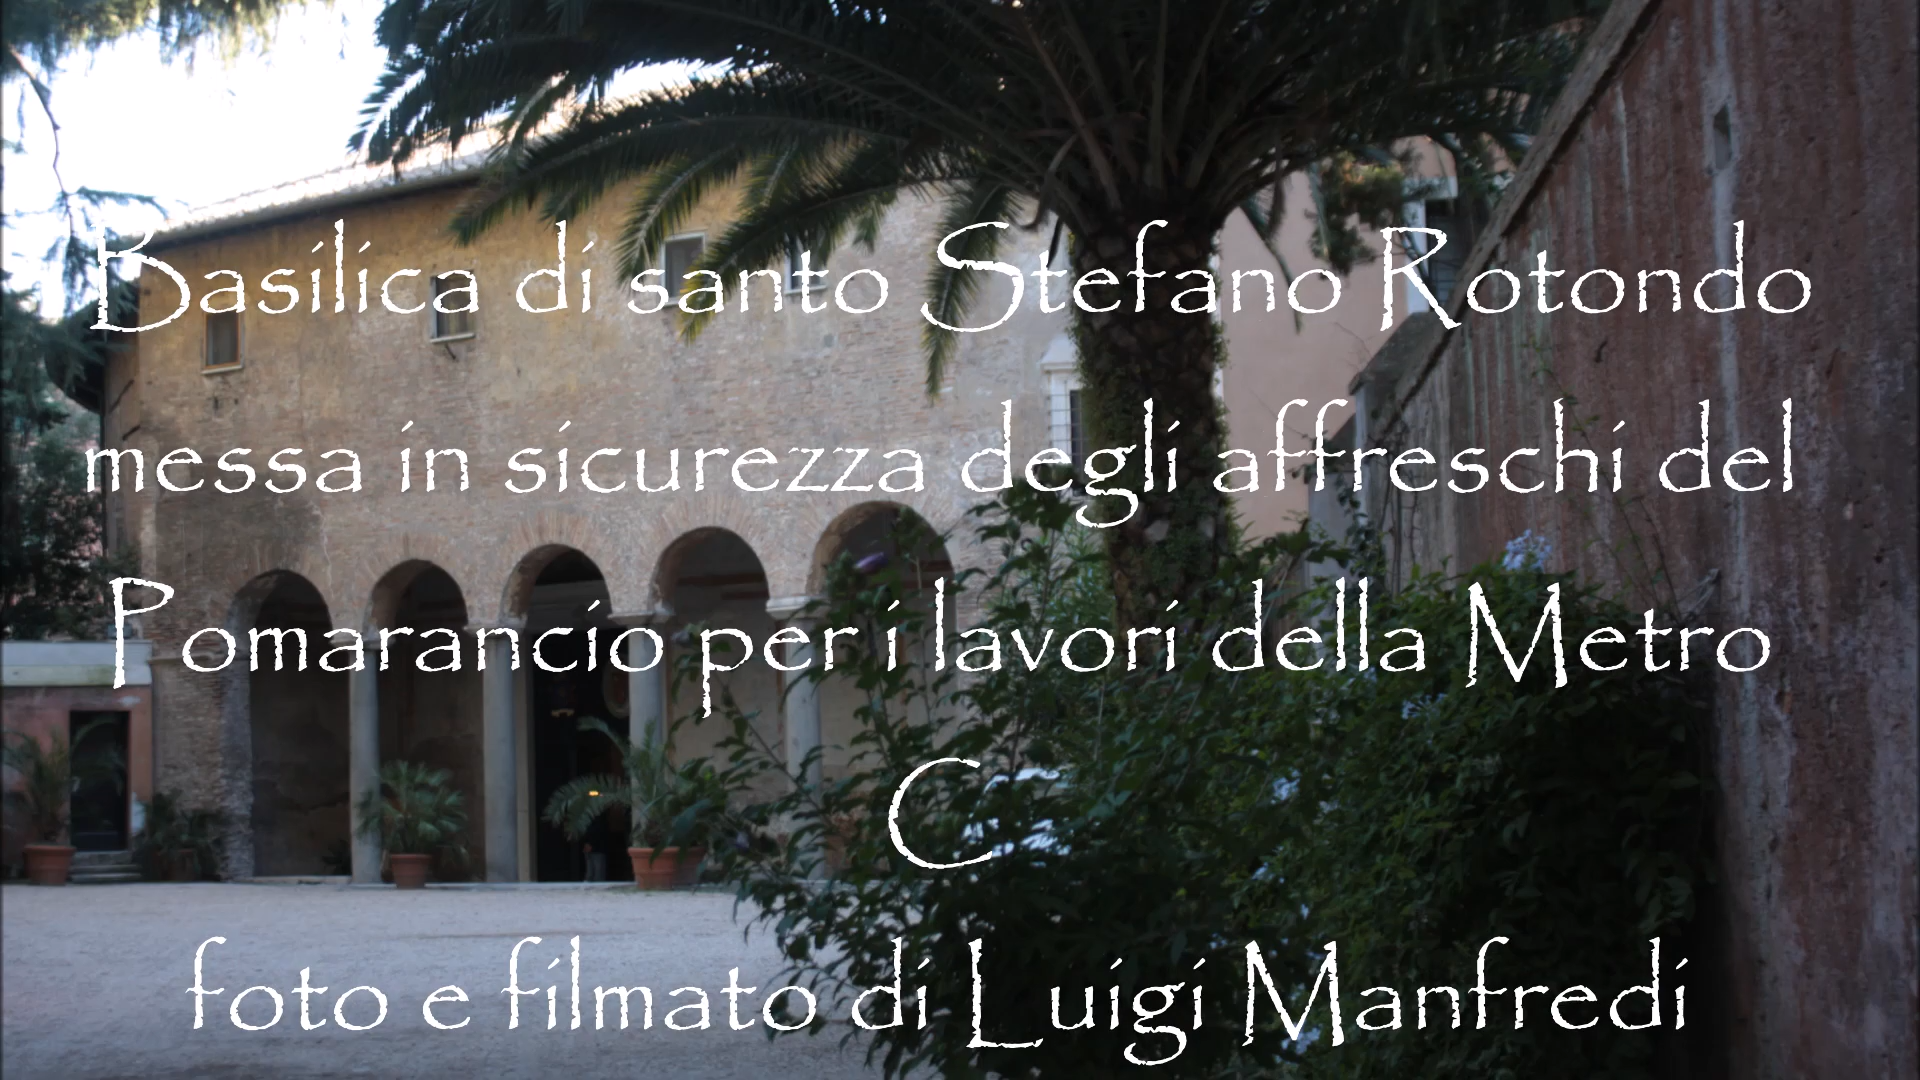 Basilica di santo Stefano Rotondo
messa in sicurezza degli affreschi del
Pomarancio per i lavori della Metro
C
foto e filmato di Luigi Manfredi